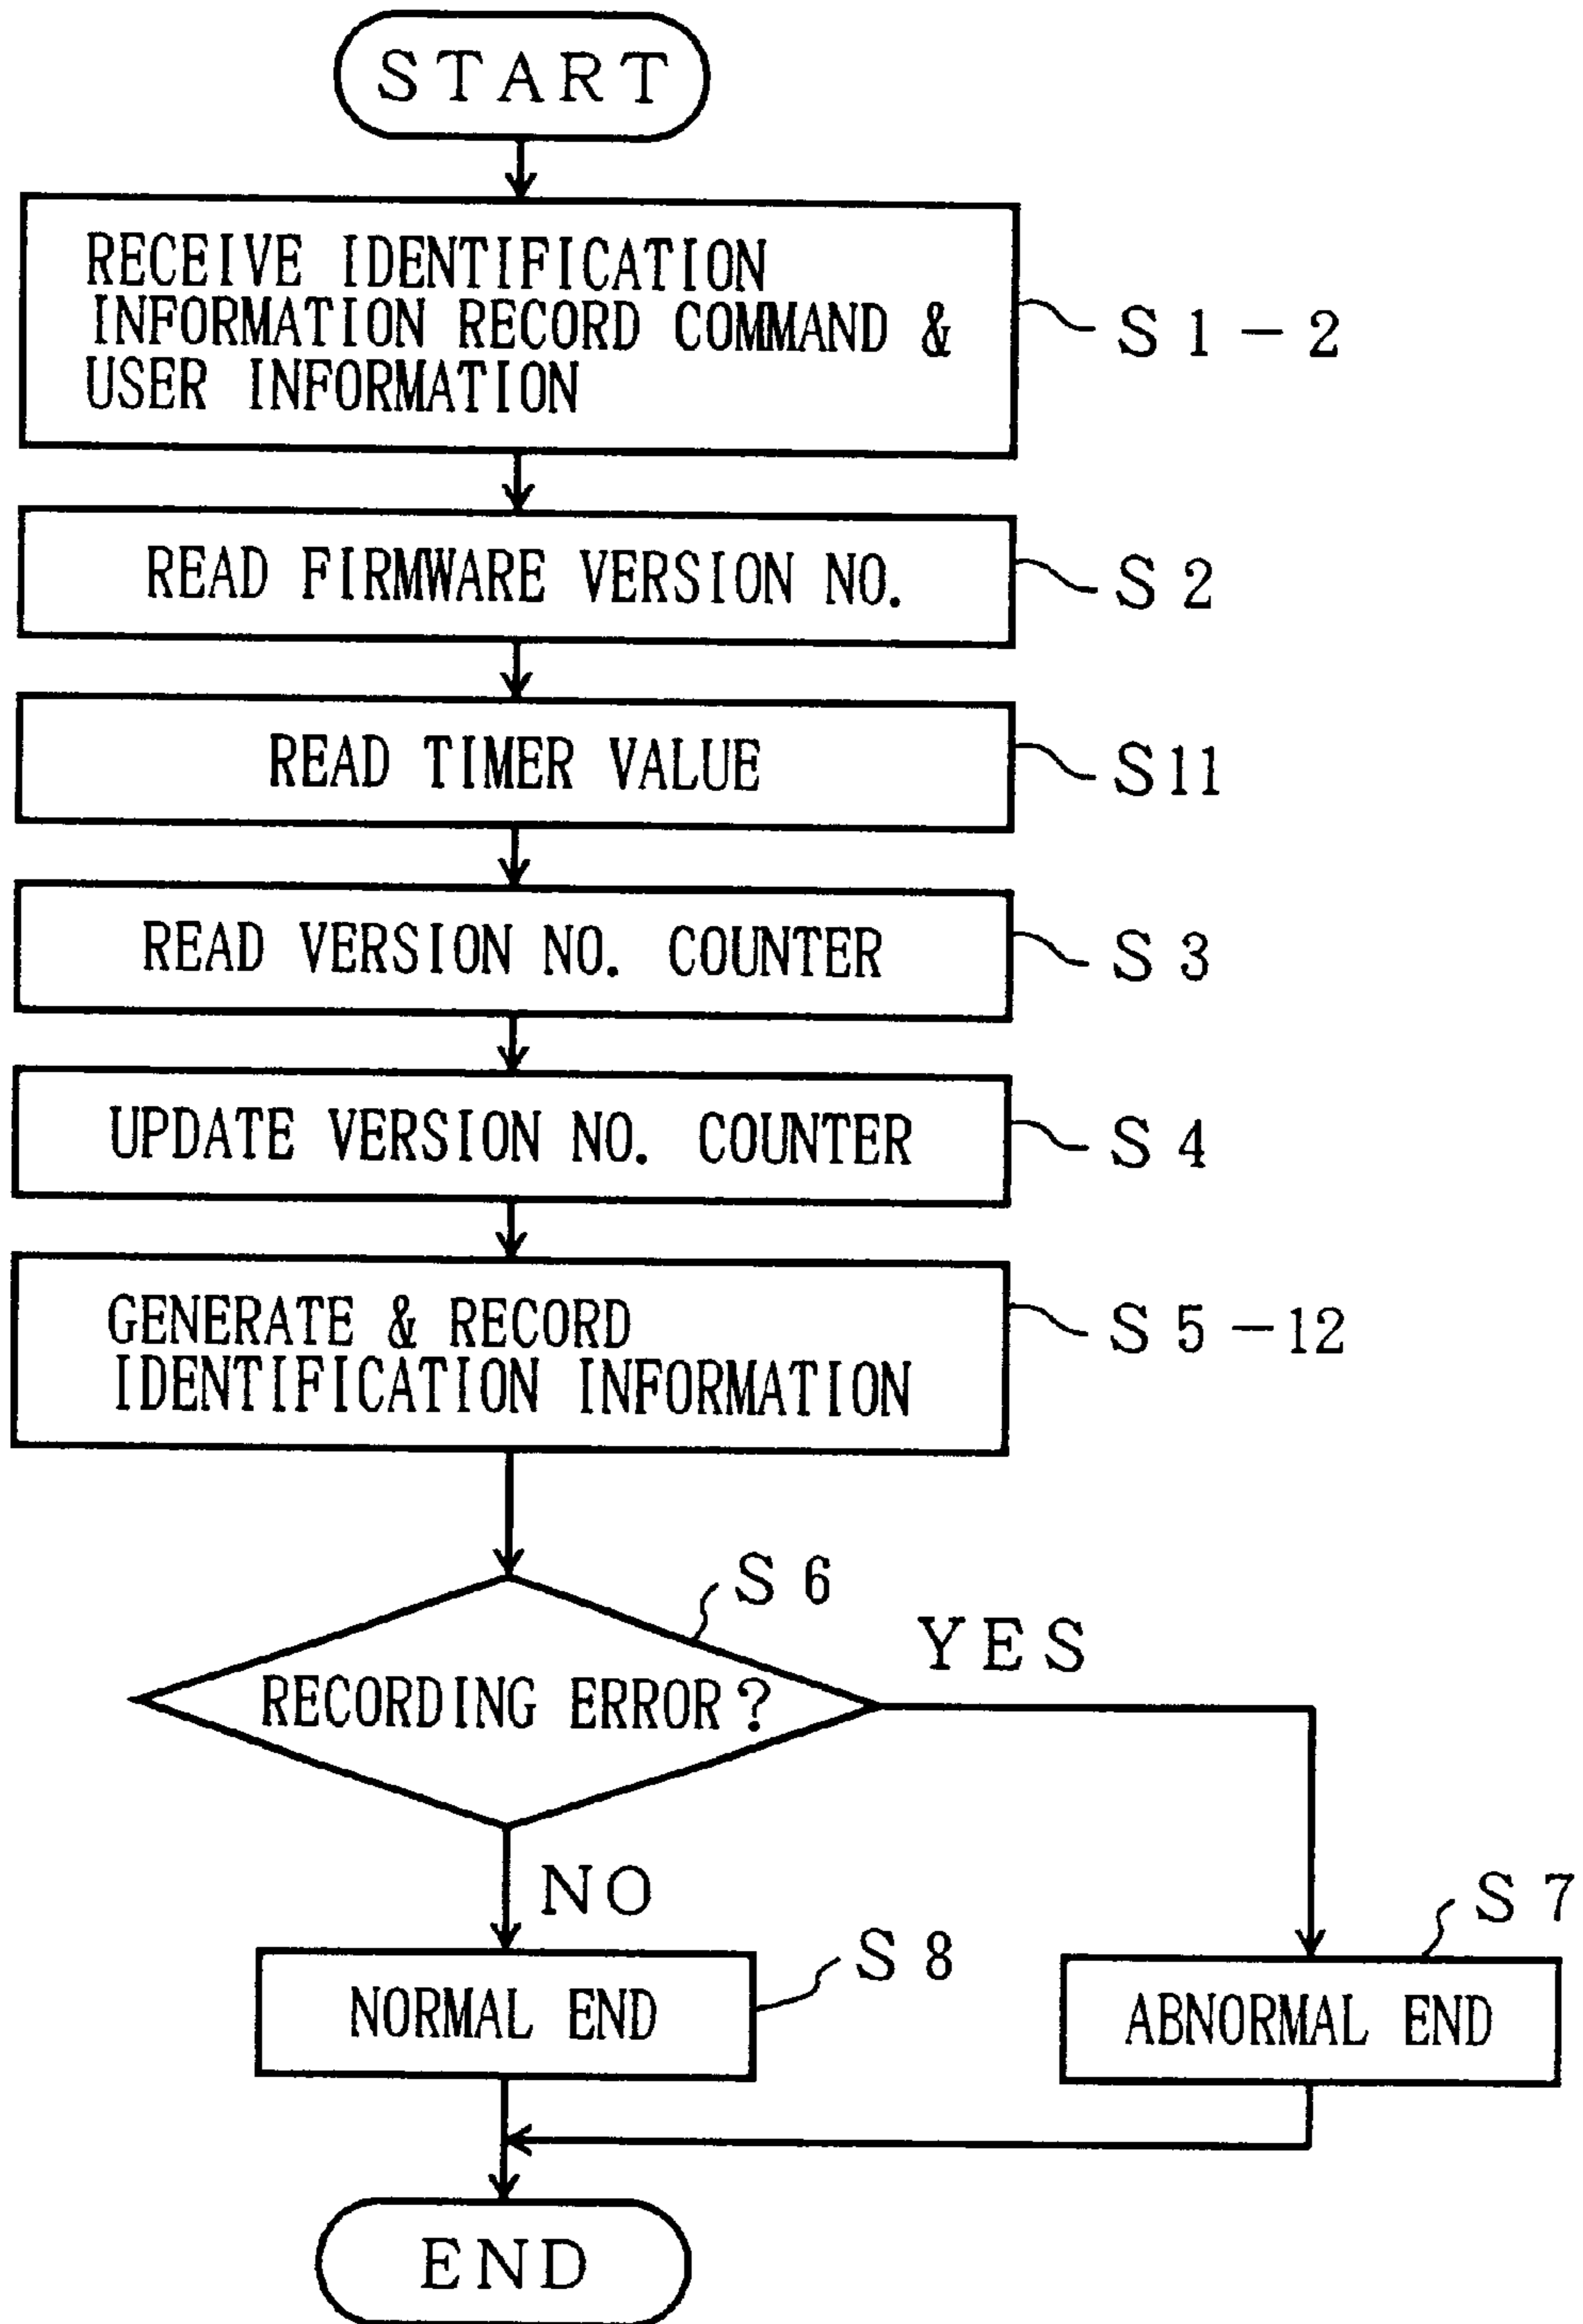 START
RECEIVE IDENTIFICATION
INFORMATION RECORD COMMAND &
USER INFORMATION
S1-2
READ FIRMWARE VERSION NO.
S2
READ TIMER VALUE
S11
READ VERSION NO. COUNTER
S3
UPDATE VERSION NO. COUNTER
S4
GENERATE & RECORD
IDENTIFICATION INFORMATION
S5-12
S6
YES
RECORDING ERROR?
NO
S7
S8
NORMAL END
ABNORMAL END
END